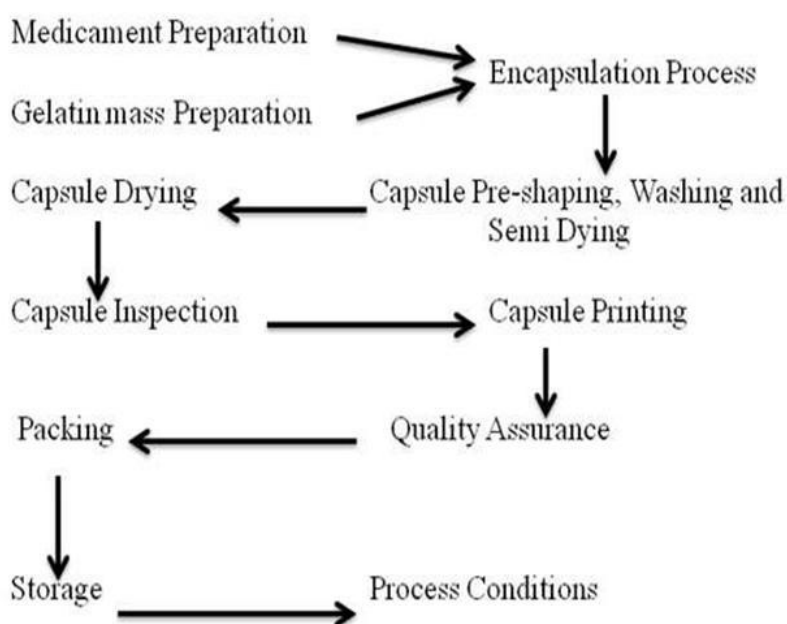 Medicament Preparation
Encapsulation Process
Gelatin mass Preparation
Capsule Drying
Capsule Pre-shaping, Washing and
Semi Dying
Capsule Inspection
Capsule Printing
Packing
Quality Assurance
Storage
Process Conditions